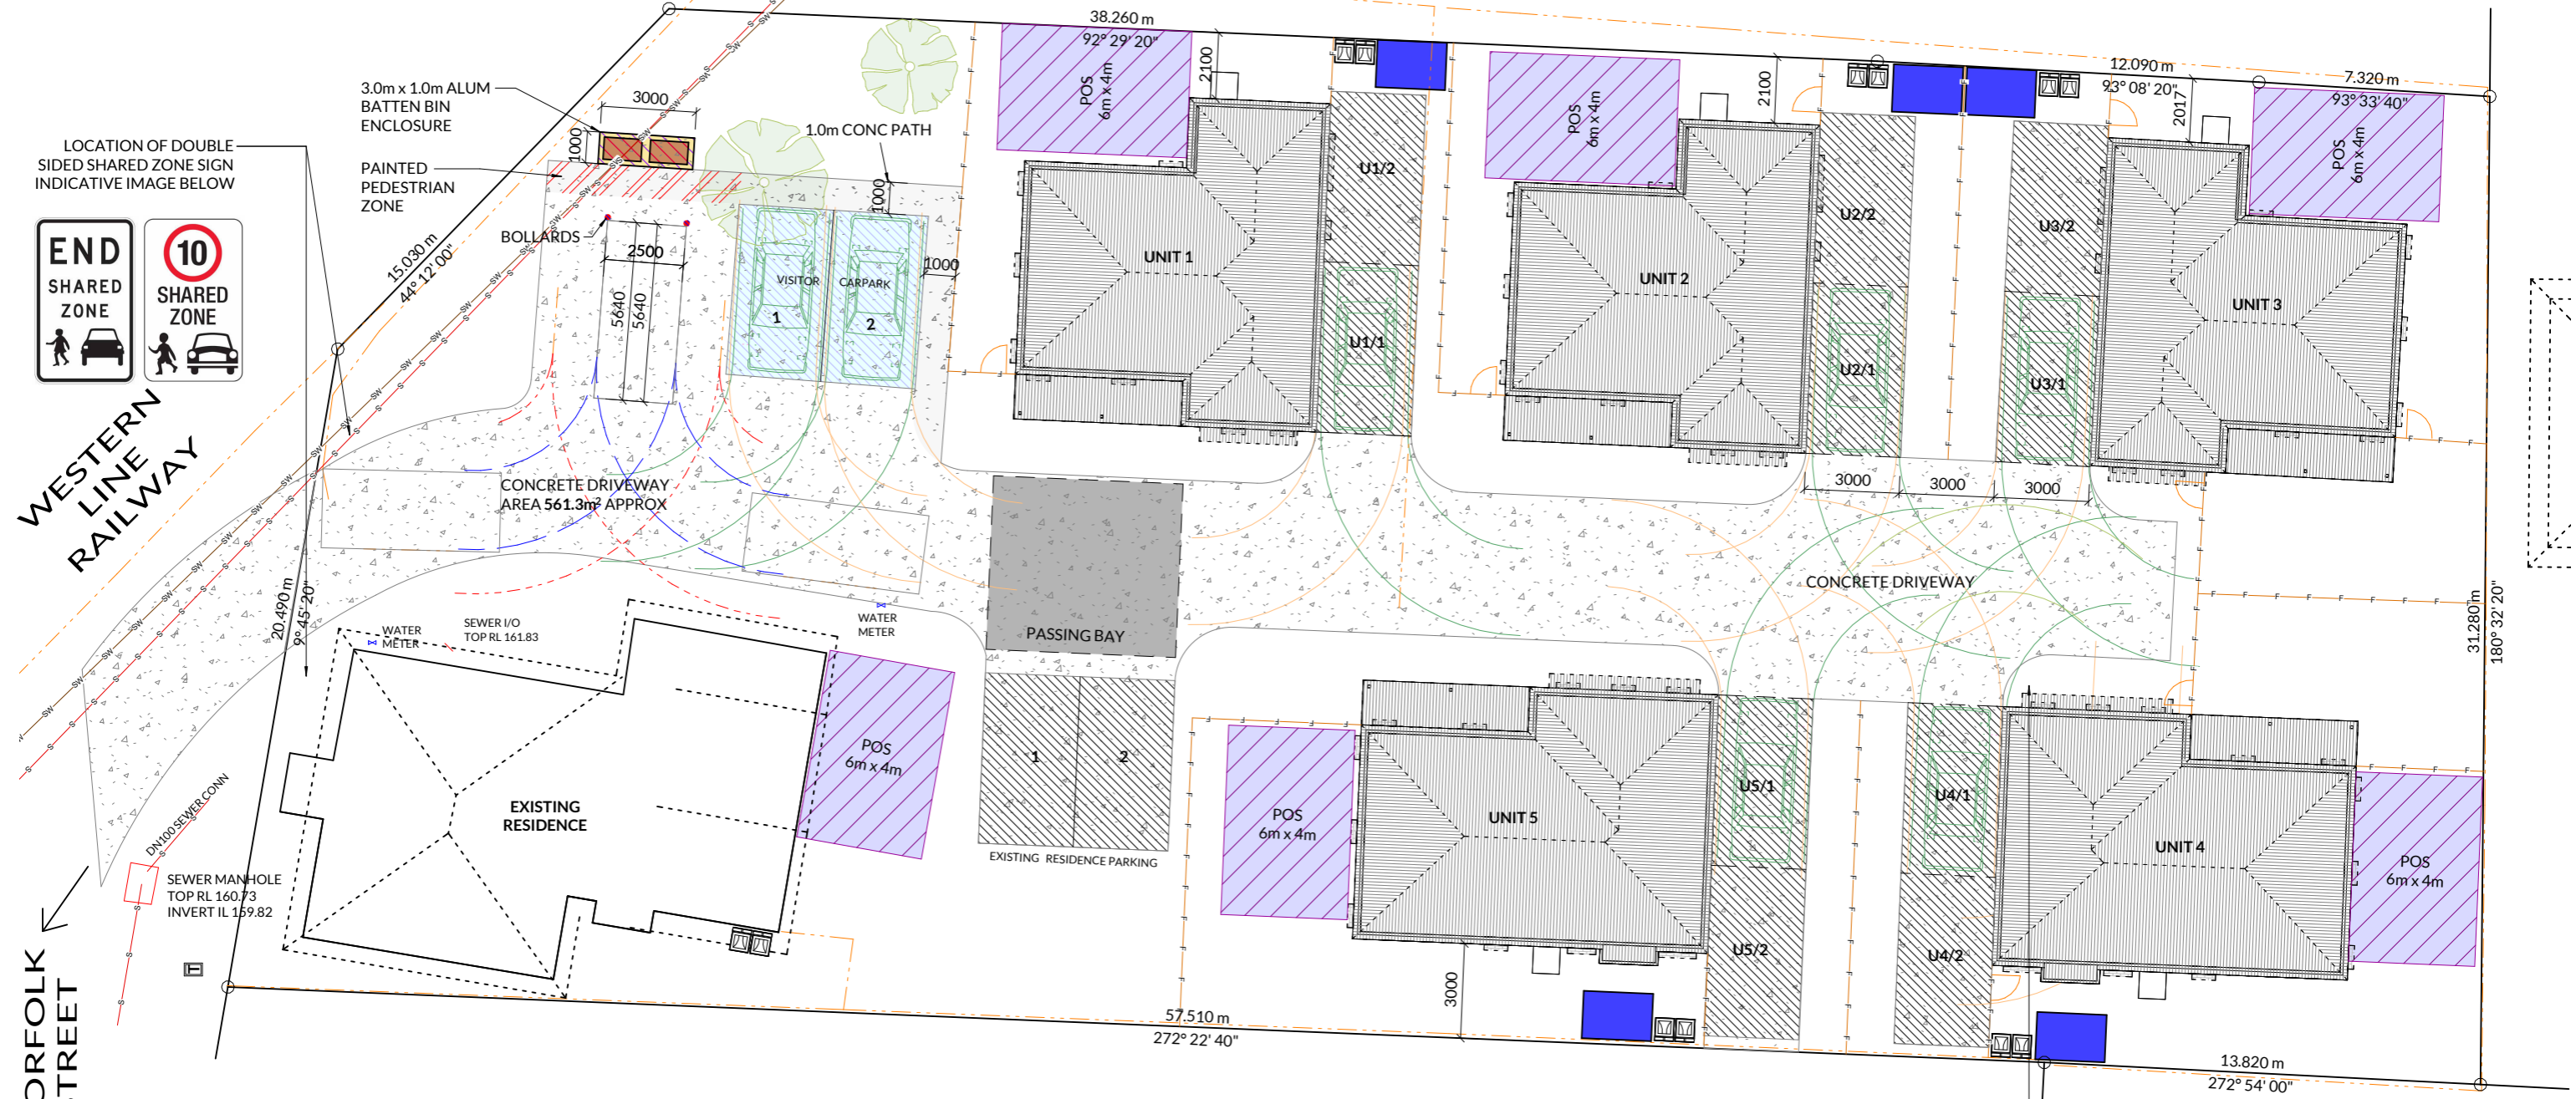 38.260 m
92° 29' 20"
12.090 m
93° 08' 20"
7.320 m
93° 33' 40"
3.0m x 1.0m ALUM
BATTEN BIN
ENCLOSURE
3000
1000
LOCATION OF DOUBLE
SIDED SHARED ZONE SIGN
INDICATIVE IMAGE BELOW
PAINTED
PEDESTRIAN
ZONE
1.0m CONC PATH
1000
BOLLARDS
2500
5640
5640
1000
VISITOR CARPARK
1
2
END
SHARED
ZONE
10
SHARED
ZONE
15.030 m
44° 12' 00"
WESTERN
LINE
RAILWAY
POS
6m x 4m
2100
UNIT 1
U1/2
U1/1
POS
6m x 4m
2100
UNIT 2
U2/2
U2/1
U3/2
U3/1
2017
UNIT 3
POS
6m x 4m
3000
3000
3000
CONCRETE DRIVEWAY
AREA 561.3m² APPROX
CONCRETE DRIVEWAY
PASSING BAY
20.490 m
9° 45' 20"
WATER
METER
SEWER I/O
TOP RL 161.83
WATER
METER
31.280 m
180° 32' 20"
EXISTING
RESIDENCE
POS
6m x 4m
1
2
EXISTING RESIDENCE PARKING
POS
6m x 4m
UNIT 5
U5/1
U5/2
U4/1
U4/2
UNIT 4
POS
6m x 4m
DN100 SEWER CONN
SEWER MANHOLE
TOP RL 160.73
INVERT IL 159.82
T
3000
57.510 m
272° 22' 40"
13.820 m
272° 54' 00"
ORFOLK
TREET